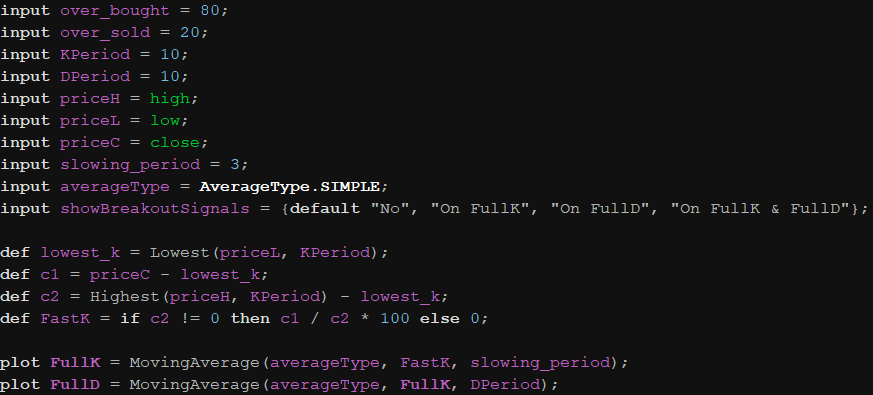 input over_bought = 80;
input over_sold = 20;
input KPeriod = 10;
input DPeriod = 10;
input priceH = high;
input priceL = low;
input priceC = close;
input slowing_period = 3;
input averageType = AverageType.SIMPLE;
input showBreakoutSignals = {default "No", "On FullK", "On FullD", "On FullK & FullD"};
def lowest_k = Lowest(priceL, KPeriod);
def c1 = priceC - lowest_k;
def c2 = Highest(priceH, KPeriod) - lowest_k;
def FastK = if c2 != 0 then c1 / c2 * 100 else 0;
plot FullK = MovingAverage(averageType, FastK, slowing_period);
plot FullD = MovingAverage(averageType, FullK, DPeriod);